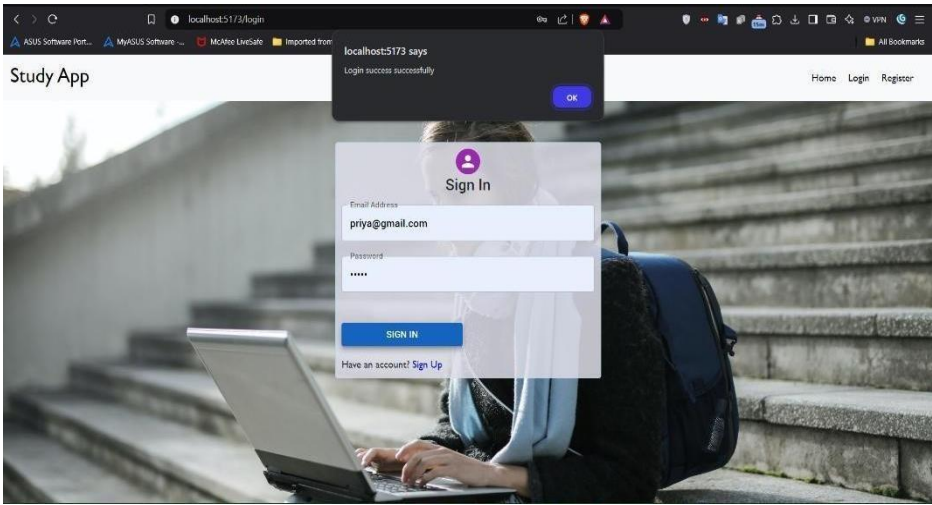 localhost:5173/login
VPN
ASUS Software Port...
MyASUS Software -...
McAfee LiveSafe
Imported from
All Bookmarks
localhost:5173 says
Login success successfully
OK
Study App
Home Login Register
Sign In
Email Address
priya@gmail.com
Password
SIGN IN
Have an account? Sign Up